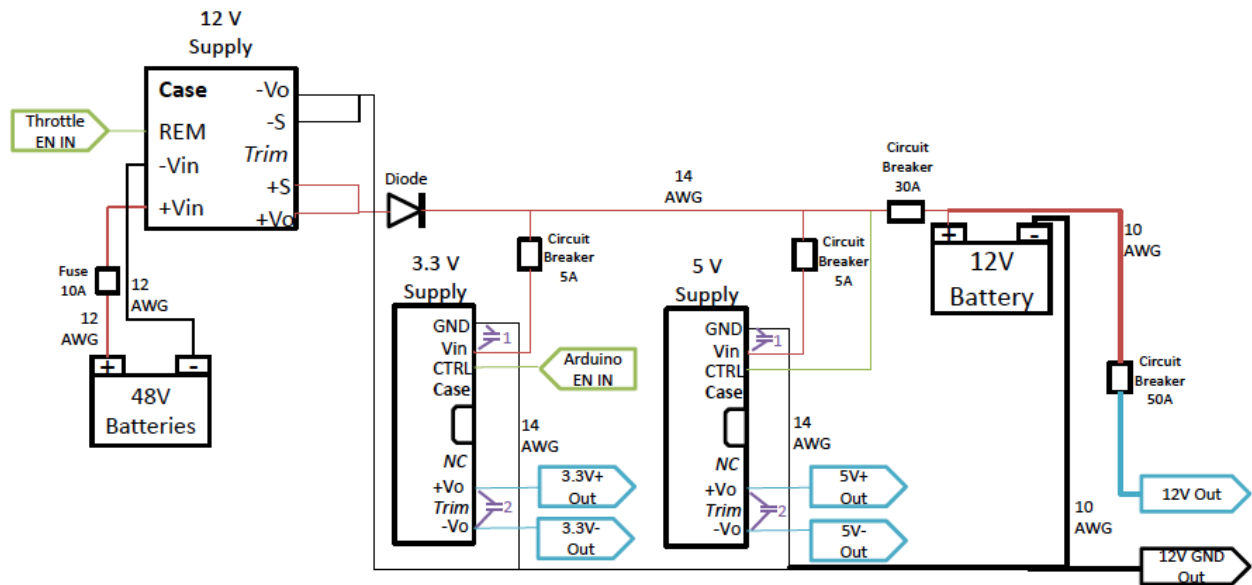 12 V
Supply
Case
REM
-Vin
+Vin
-Vo
-S
Trim
+S
+Vo
Throttle
EN IN
Fuse
10A
12
AWG
12
AWG
+
-
48V
Batteries
Diode
14
AWG
Circuit
Breaker
30A
Circuit
Breaker
5A
3.3 V
Supply
GND
Vin
CTRL
Case
NC
+Vo
Trim
-Vo
1
2
Arduino
EN IN
14
AWG
3.3V+
Out
3.3V-
Out
Circuit
Breaker
5A
5 V
Supply
GND
Vin
CTRL
Case
NC
+Vo
Trim
-Vo
1
2
14
AWG
5V+
Out
5V-
Out
+
-
12V
Battery
10
AWG
Circuit
Breaker
50A
12V Out
10
AWG
12V GND
Out